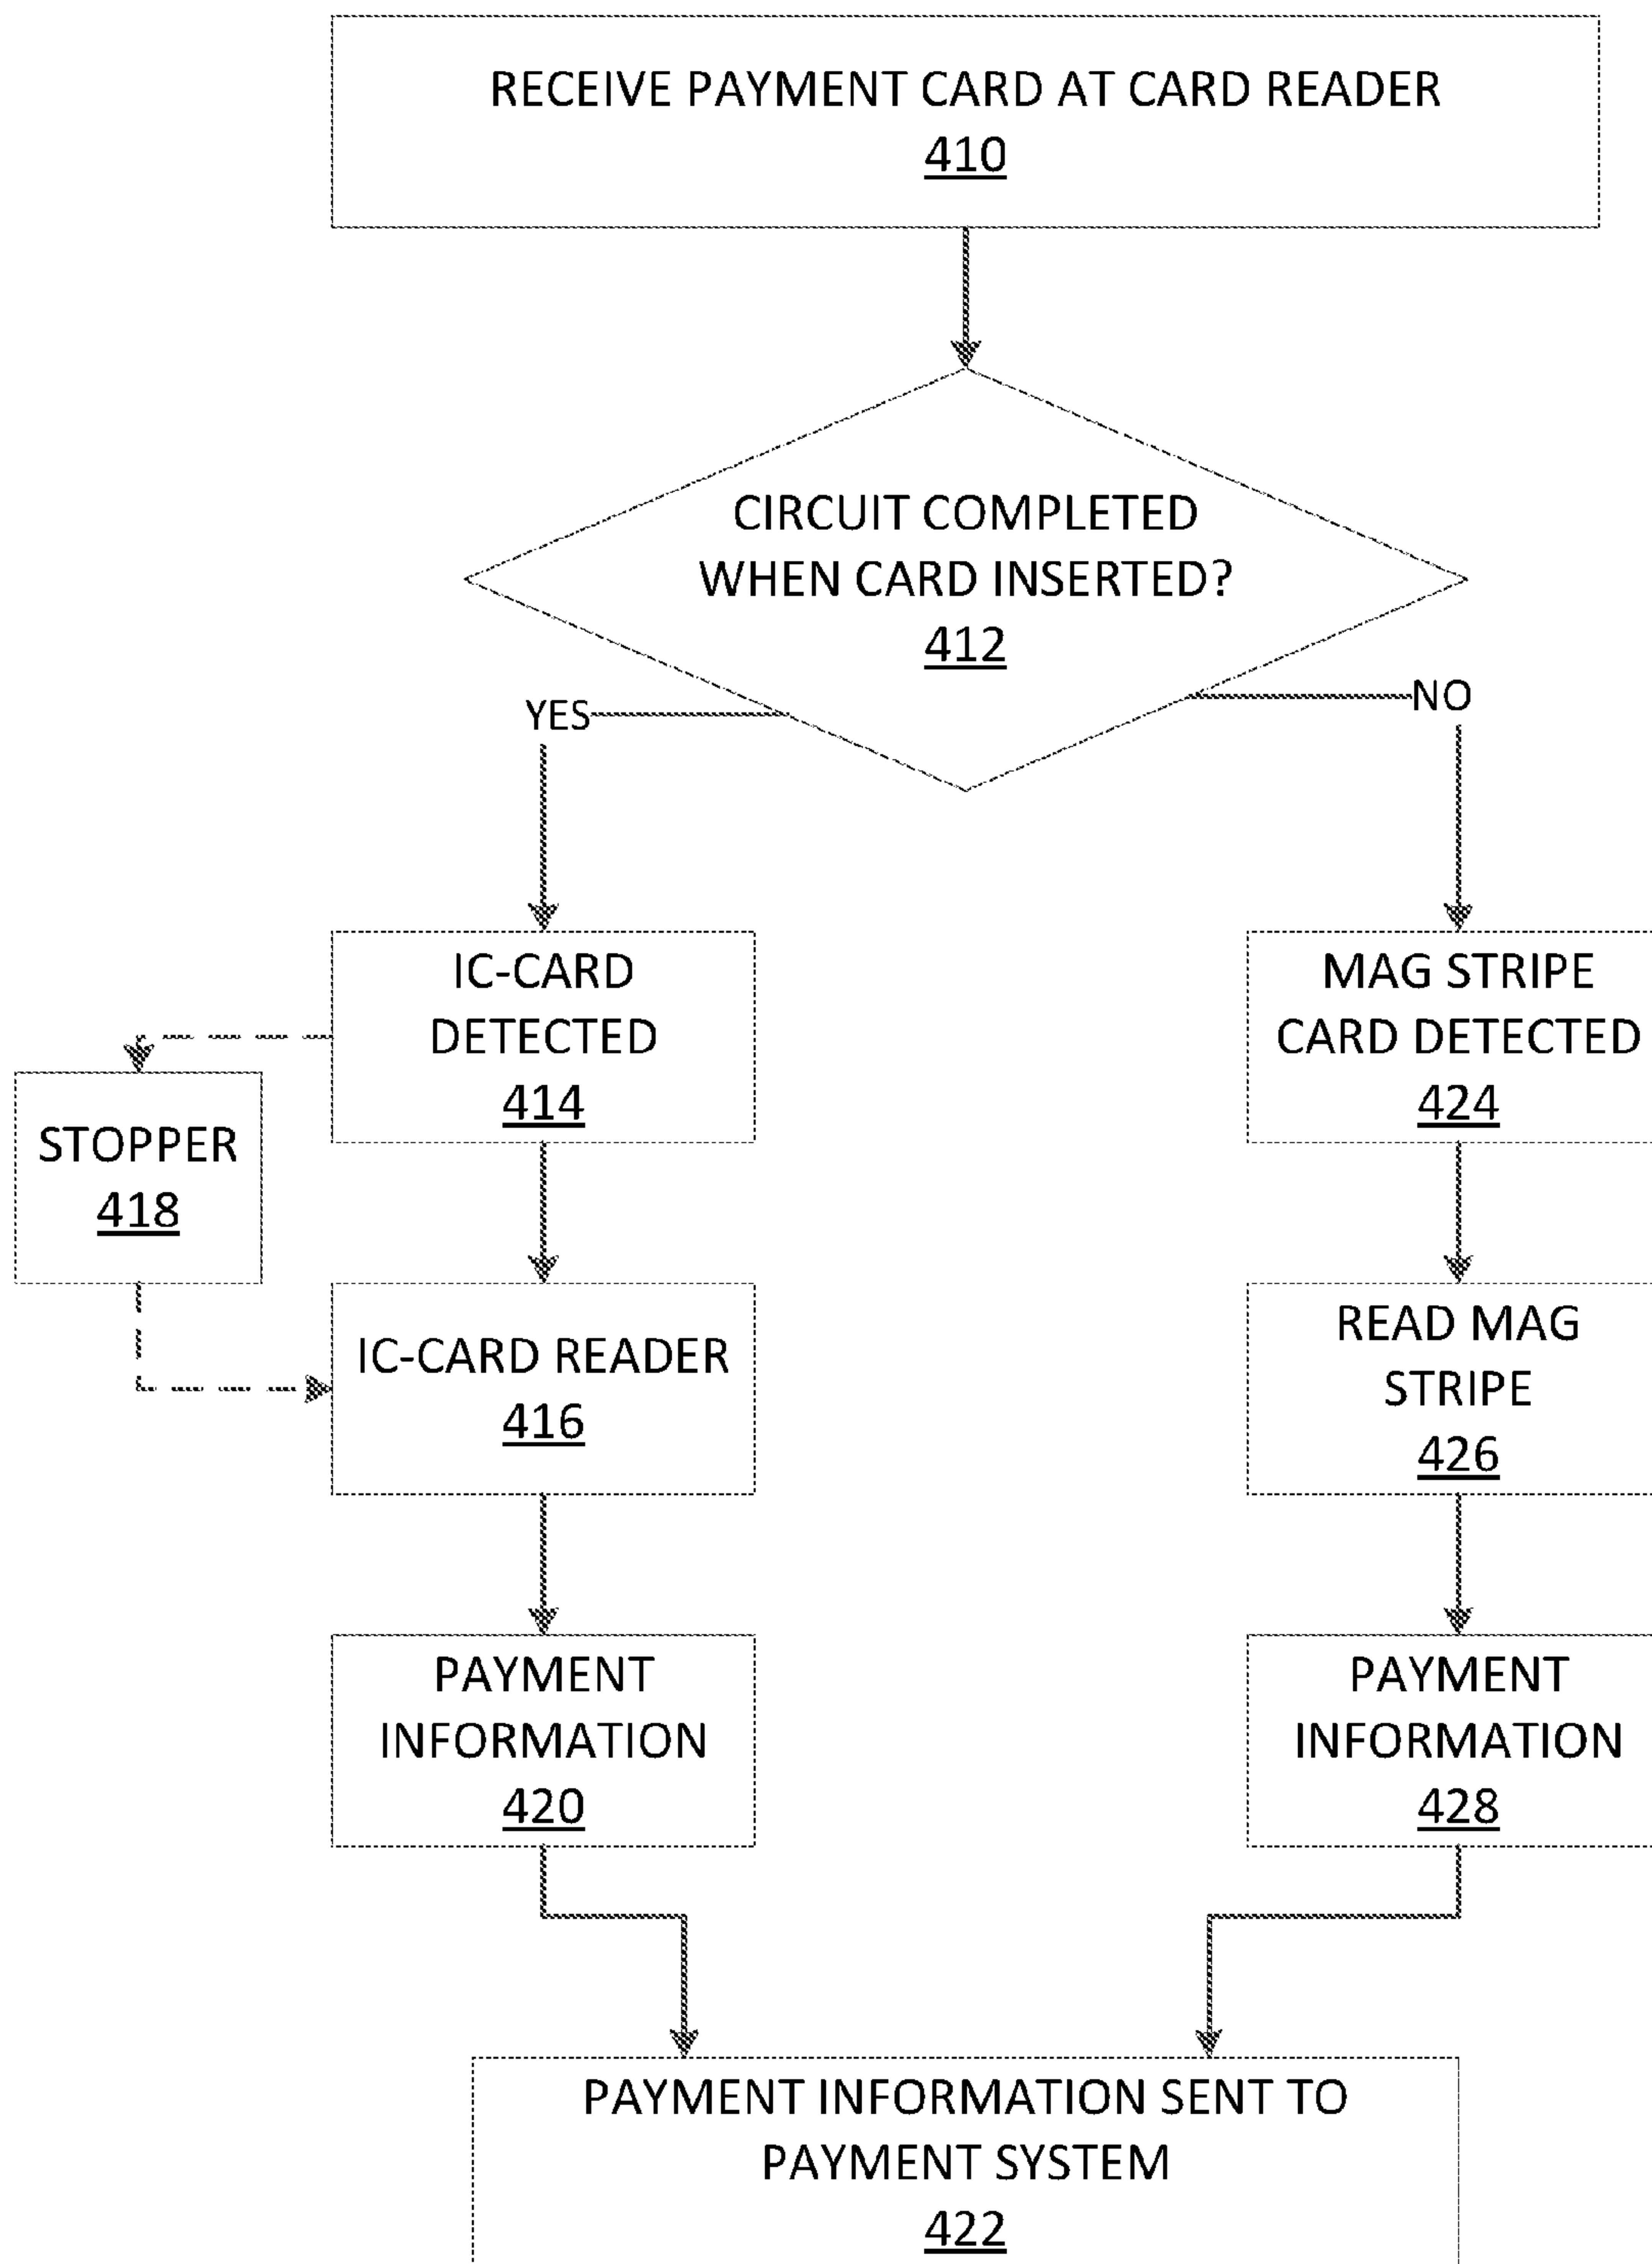 RECEIVE PAYMENT CARD AT CARD READER
410
CIRCUIT COMPLETED
WHEN CARD INSERTED?
412
YES
NO
IC-CARD
DETECTED
414
MAG STRIPE
CARD DETECTED
424
STOPPER
418
IC-CARD READER
416
READ MAG
STRIPE
426
PAYMENT
INFORMATION
420
PAYMENT
INFORMATION
428
PAYMENT INFORMATION SENT TO
PAYMENT SYSTEM
422